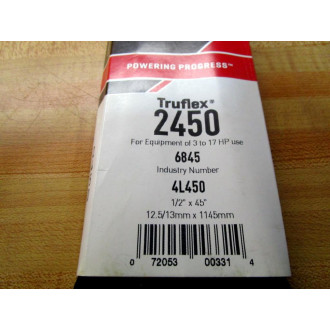 POWERING PROGRESS™
Truflex®
2450
For Equipment of 3 to 17 HP use
6845
Industry Number
4L450
1/2" x 45"
12.5/13mm x 1145mm
0 72053 00331 4